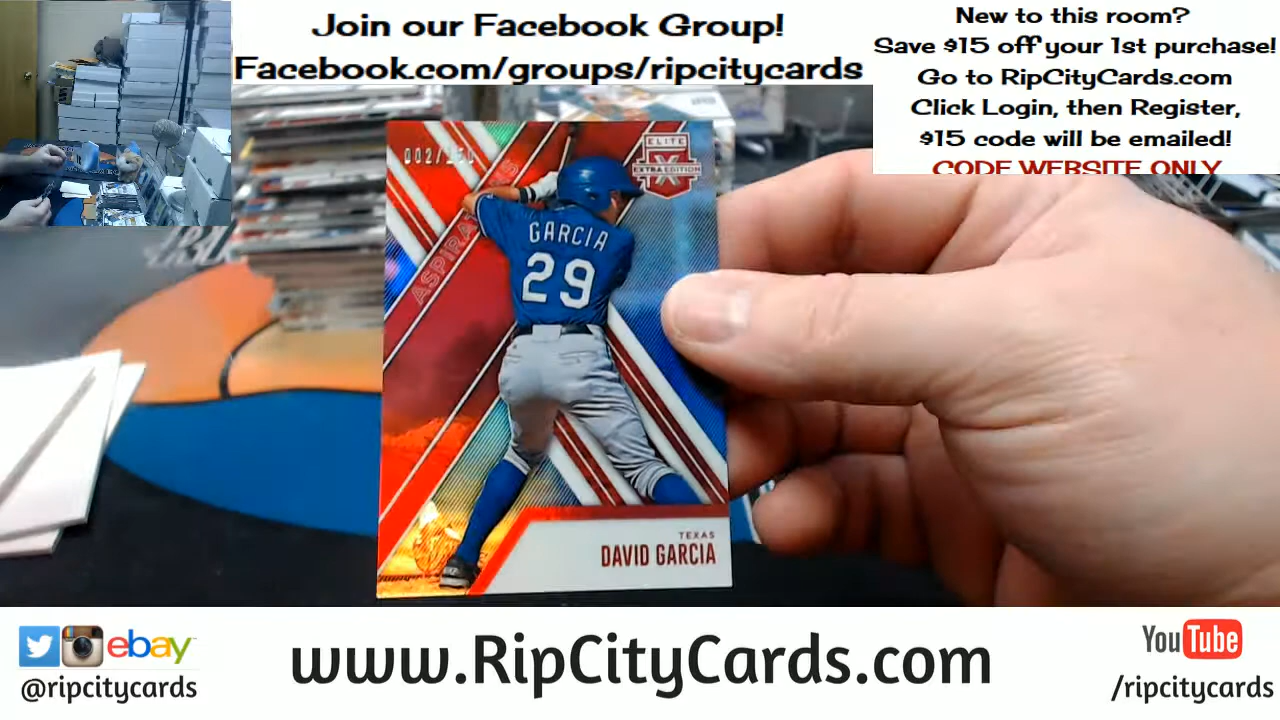 Join our Facebook Group!
Facebook.com/groups/ripcitycards
New to this room?
Save $15 off your 1st purchase!
Go to RipCityCards.com
Click Login, then Register,
$15 code will be emailed!
CODE WEBSITE ONLY
ELITE
EXTRA EDITION
GARCIA
29
TEXAS
DAVID GARCIA
ebay
@ripcitycards
www.RipCityCards.com
YouTube
/ripcitycards